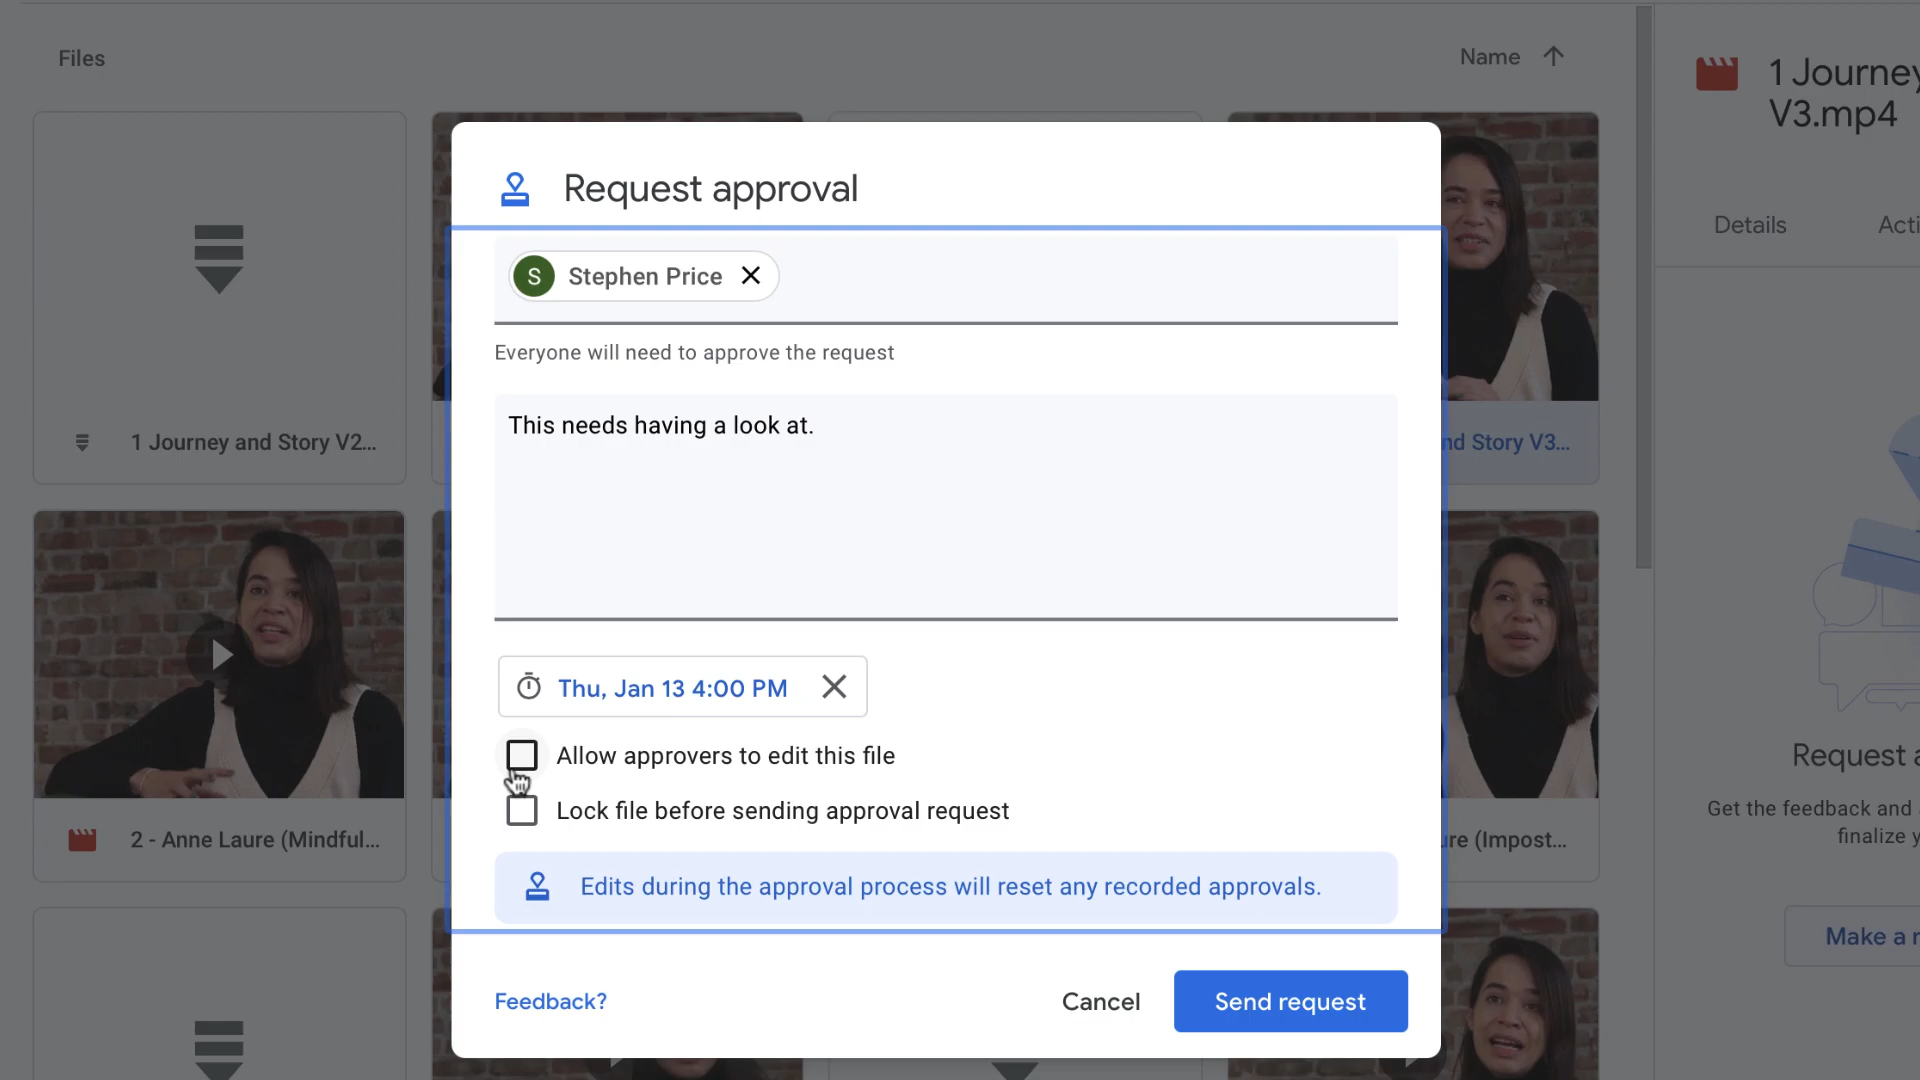 Files
Name
1 Journey
V3.mp4
Details
Acti
Request approval
S Stephen Price
Everyone will need to approve the request
This needs having a look at.
1 Journey and Story V2...
nd Story V3...
Thu, Jan 13 4:00 PM
Allow approvers to edit this file
Lock file before sending approval request
Edits during the approval process will reset any recorded approvals.
2 - Anne Laure (Mindful...
ure (Impost...
Request a
Get the feedback and
finalize y
Make a r
Feedback?
Cancel
Send request